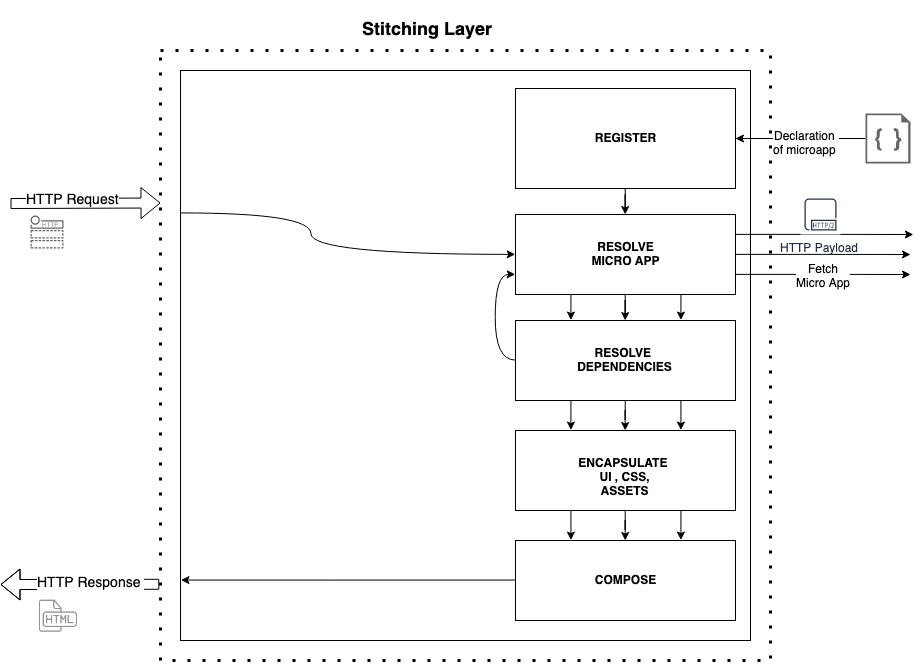 Stitching Layer
REGISTER
Declaration
of microapp
{ }
HTTP Request
HTTP
HTTP/2
RESOLVE
MICRO APP
HTTP Payload
Fetch
Micro App
RESOLVE
DEPENDENCIES
ENCAPSULATE
UI , CSS,
ASSETS
COMPOSE
HTTP Response
HTML